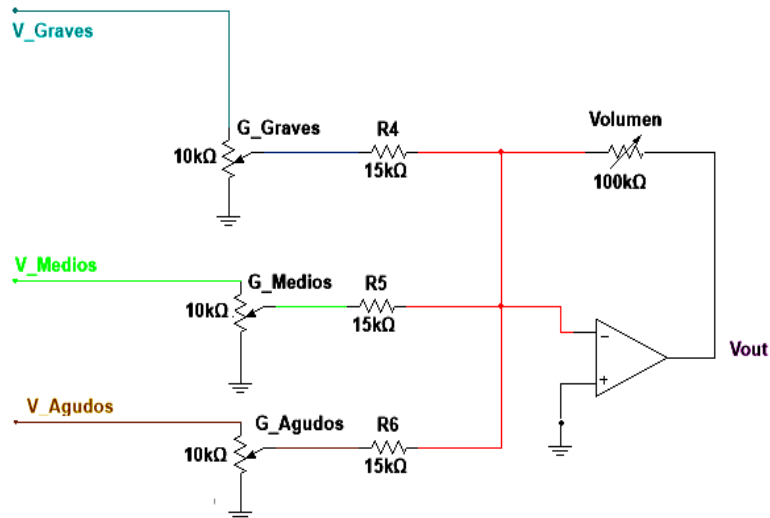 V_Graves
G_Graves
10kΩ
R4
15kΩ
Volumen
100kΩ
V_Medios
G_Medios
10kΩ
R5
15kΩ
−
+
Vout
V_Agudos
G_Agudos
10kΩ
R6
15kΩ